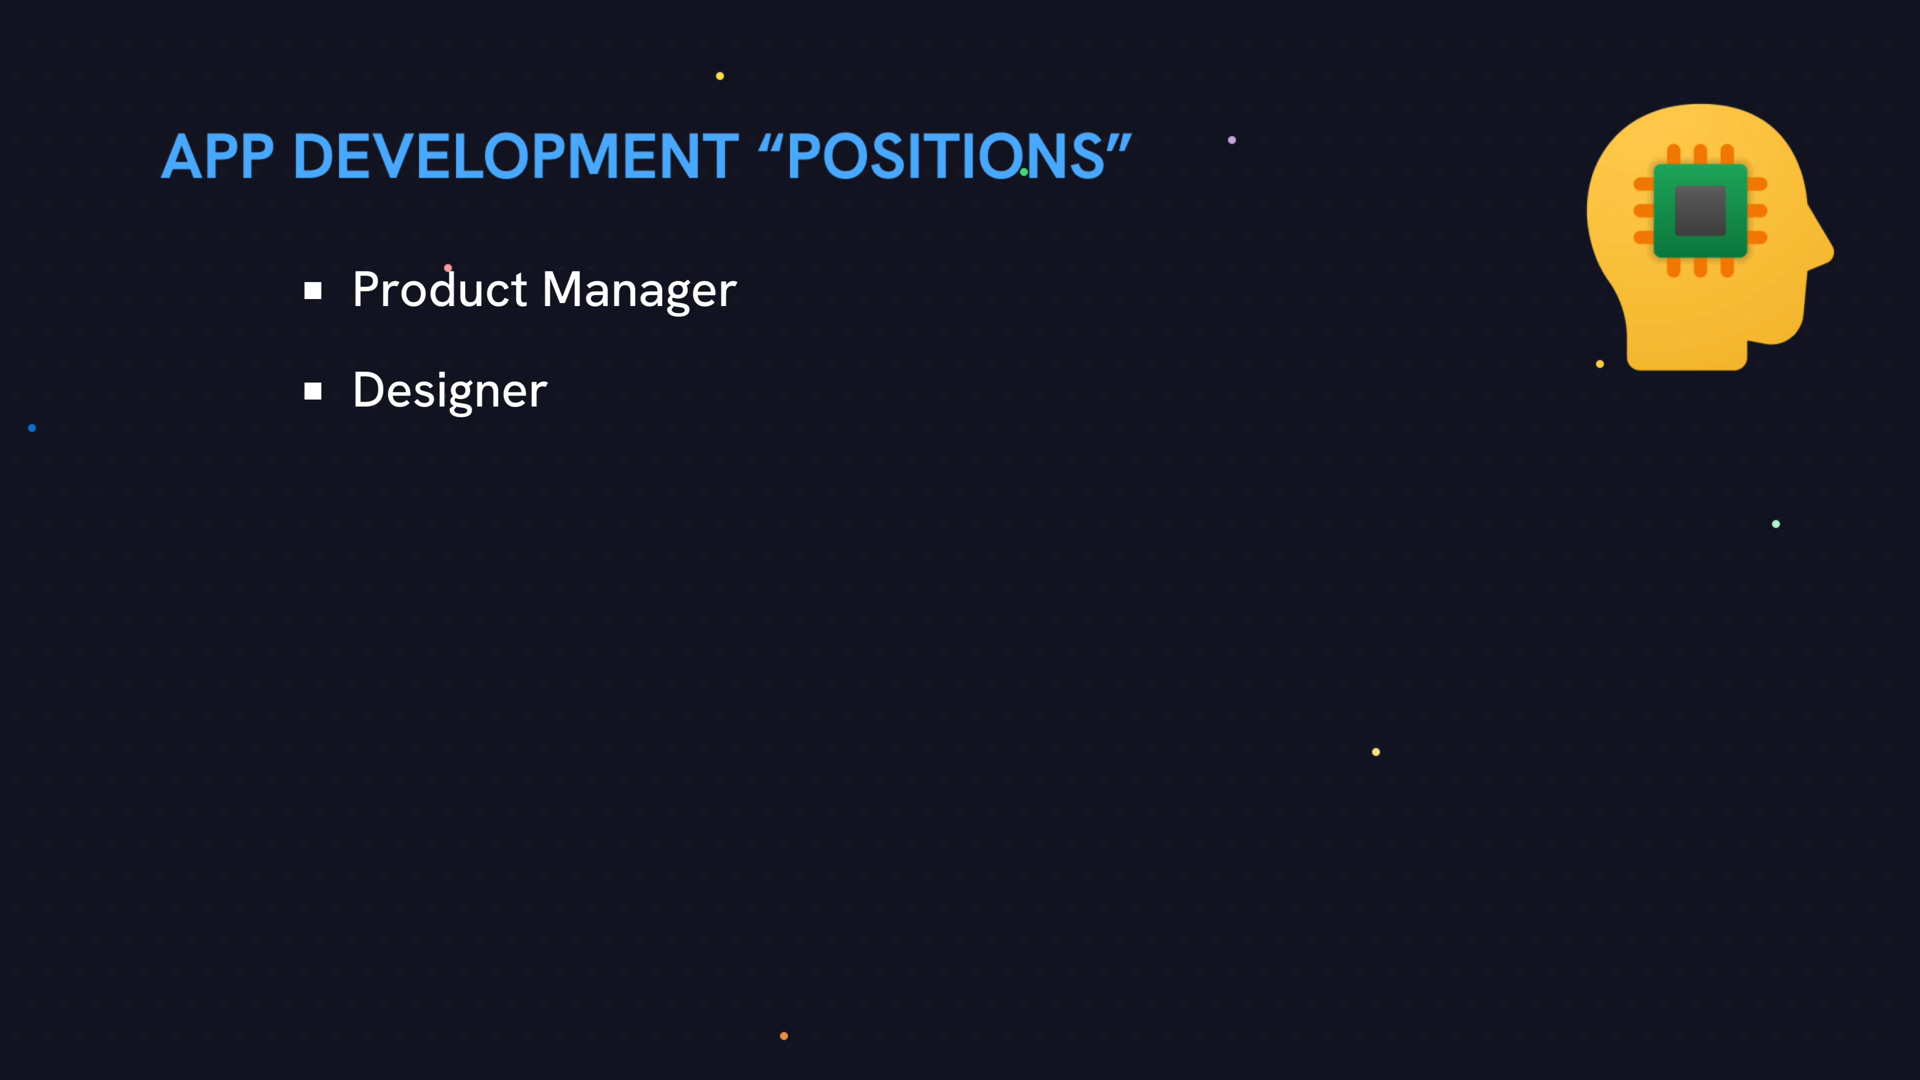 APP DEVELOPMENT “POSITIONS”
▪ Product Manager
▪ Designer